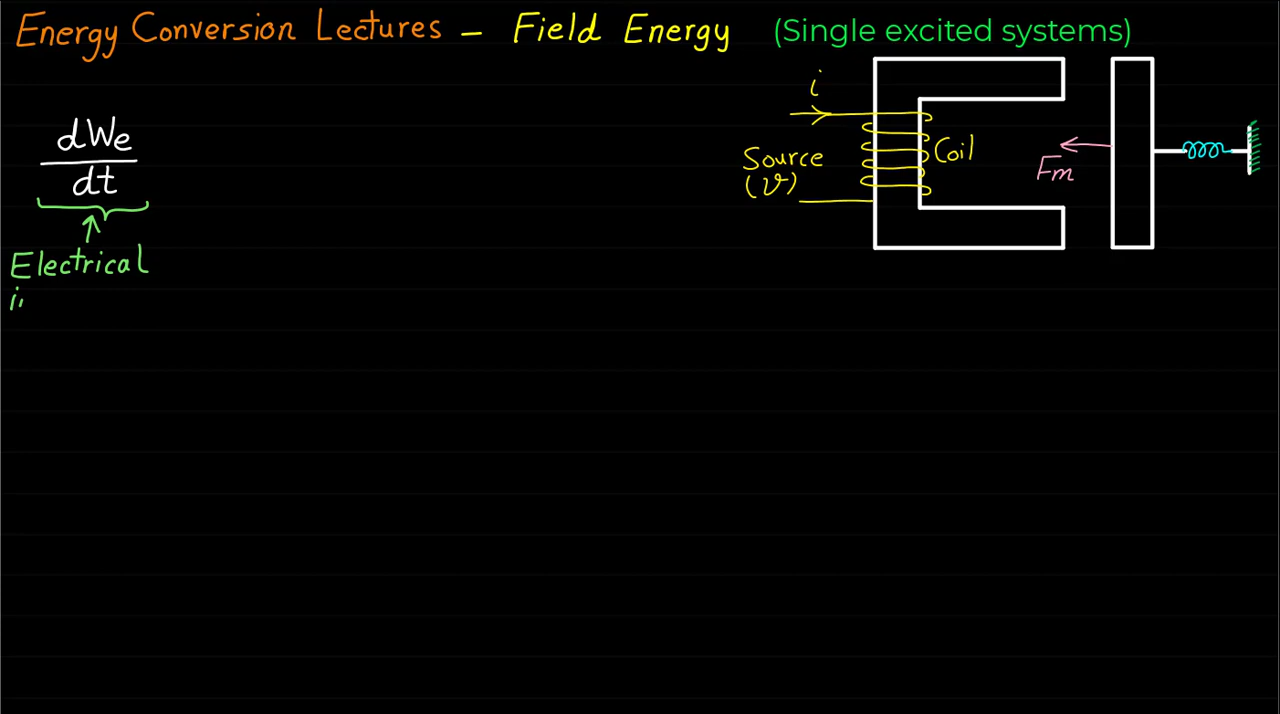 Energy Conversion Lectures – Field Energy (Single excited systems)
i
Source
(v)
Coil
Fm
dWe
dt
Electrical